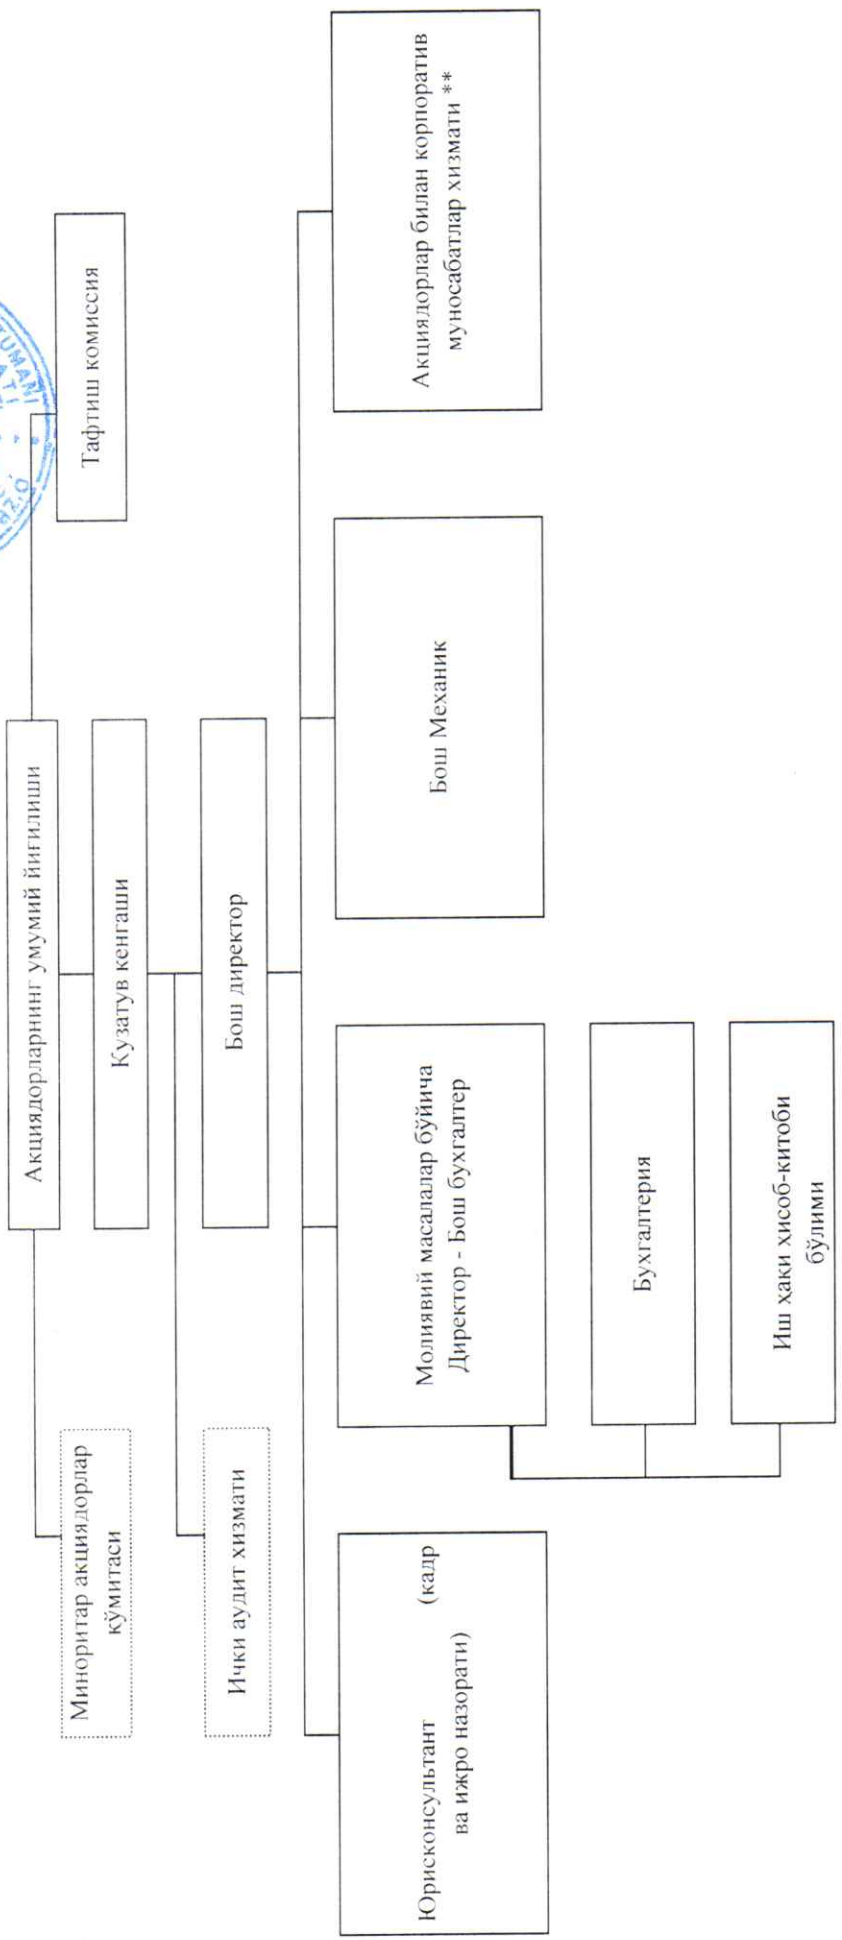 Акциядорларнинг умумий йиғилиши
Миноритар акциядорлар
қўмитаси
Тафтиш комиссия
Кузатув кенгаши
Ички аудит хизмати
Бош директор
Юрисконсультант (кадр
ва ижро назорати)
Молиявий масалалар бўйича
Директор - Бош бухгалтер
Бош Механик
Акциядорлар билан корпоратив
муносабатлар хизмати **
Бухгалтерия
Иш ҳақи хисоб-китоби
бўлими
TUMANI